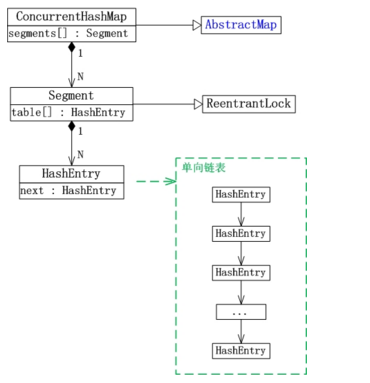 ConcurrentHashMap
segments[] : Segment
AbstractMap
1
N
Segment
table[] : HashEntry
ReentrantLock
1
N
HashEntry
next : HashEntry
单向链表
HashEntry
HashEntry
HashEntry
...
HashEntry